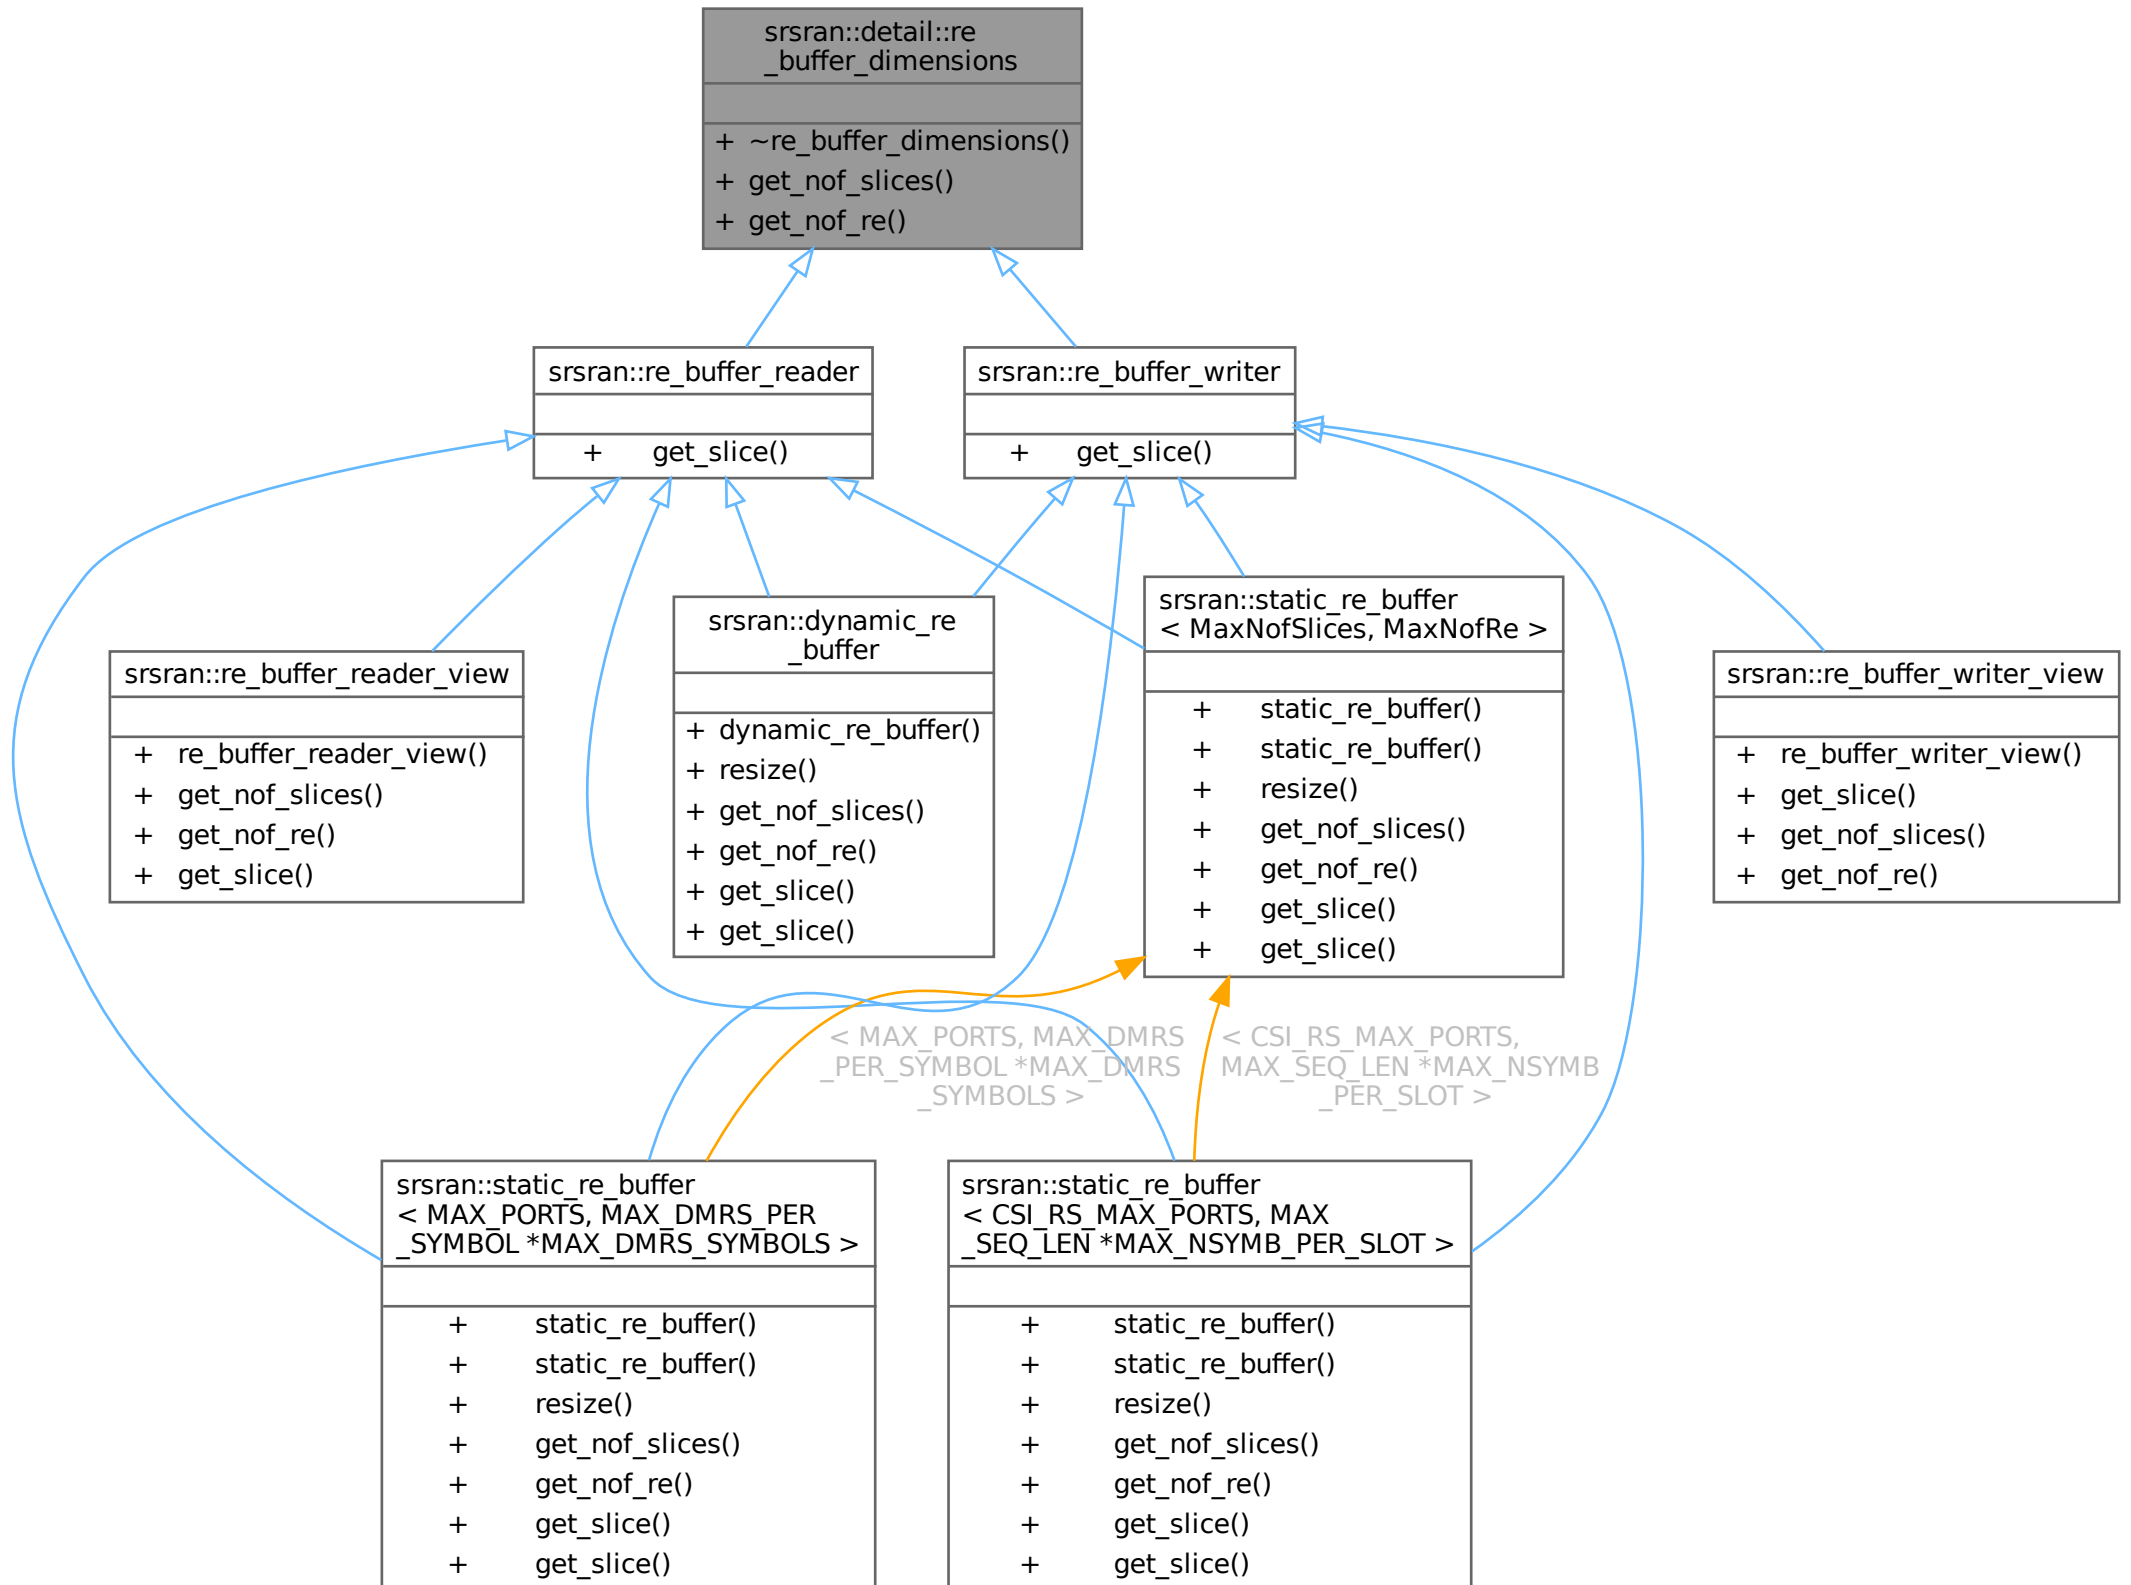 srsran::detail::re
_buffer_dimensions
+ ~re_buffer_dimensions()
+ get_nof_slices()
+ get_nof_re()
srsran::re_buffer_reader
+ get_slice()
srsran::re_buffer_writer
+ get_slice()
srsran::re_buffer_reader_view
+ re_buffer_reader_view()
+ get_nof_slices()
+ get_nof_re()
+ get_slice()
srsran::dynamic_re
_buffer
+ dynamic_re_buffer()
+ resize()
+ get_nof_slices()
+ get_nof_re()
+ get_slice()
+ get_slice()
srsran::static_re_buffer
< MaxNofSlices, MaxNofRe >
+ static_re_buffer()
+ static_re_buffer()
+ resize()
+ get_nof_slices()
+ get_nof_re()
+ get_slice()
+ get_slice()
srsran::re_buffer_writer_view
+ re_buffer_writer_view()
+ get_slice()
+ get_nof_slices()
+ get_nof_re()
< MAX_PORTS, MAX_DMRS
_PER_SYMBOL *MAX_DMRS
_SYMBOLS >
< CSI_RS_MAX_PORTS,
MAX_SEQ_LEN *MAX_NSYMB
_PER_SLOT >
srsran::static_re_buffer
< MAX_PORTS, MAX_DMRS_PER
_SYMBOL *MAX_DMRS_SYMBOLS >
+ static_re_buffer()
+ static_re_buffer()
+ resize()
+ get_nof_slices()
+ get_nof_re()
+ get_slice()
+ get_slice()
srsran::static_re_buffer
< CSI_RS_MAX_PORTS, MAX
_SEQ_LEN *MAX_NSYMB_PER_SLOT >
+ static_re_buffer()
+ static_re_buffer()
+ resize()
+ get_nof_slices()
+ get_nof_re()
+ get_slice()
+ get_slice()